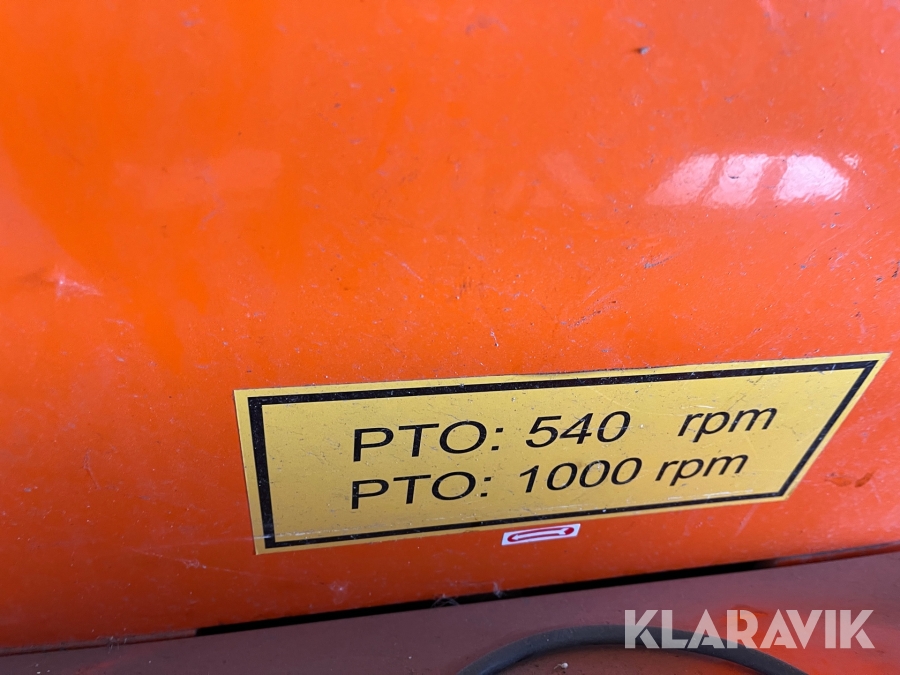 PTO: 540 rpm
PTO: 1000 rpm
KLARAVIK